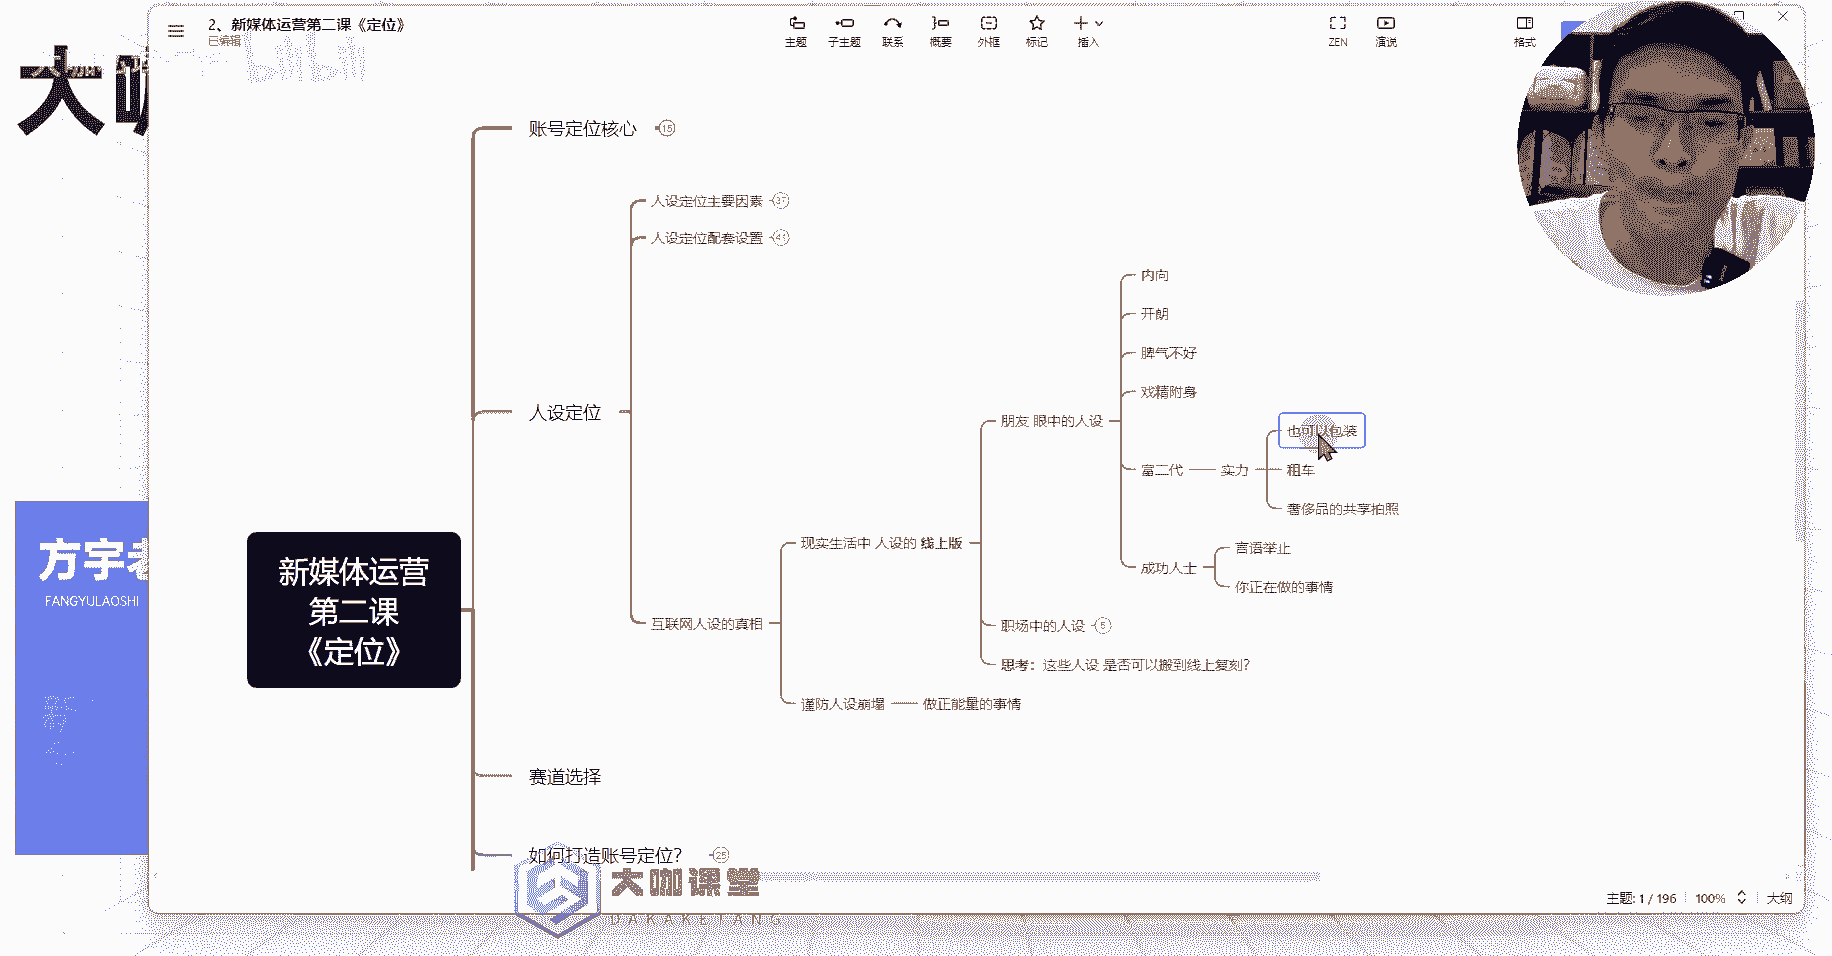 2、新媒体运营第二课《定位》
已编辑
主题
子主题
联系
概要
外框
标记
插入
ZEN
演说
格式
大
bilibili
账号定位核心 15
人设定位主要因素 37
人设定位配套设置
内向
开朗
脾气不好
戏精附身
人设定位
朋友 眼中的人设
也可以包装
富二代
实力
租车
奢侈品的共享拍照
现实生活中 人设的 线上版
言语举止
成功人士
你正在做的事情
新媒体运营
第二课
《定位》
方宇老
FANGYULAOSHI
互联网人设的真相
职场中的人设 5
思考：这些人设 是否可以搬到线上复刻？
谨防人设崩塌
做正能量的事情
赛道选择
如何打造账号定位？ 25
大咖课堂
DAKAKETANG
主题: 1 / 196
100%
大纲